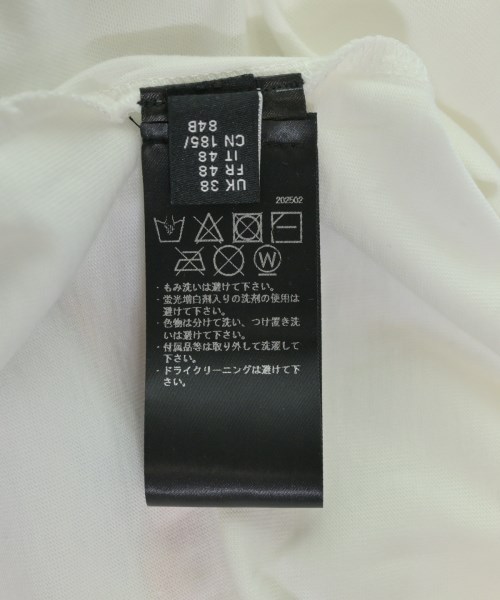 UK 38
FR 48
IT 48
CN 185/
84B
202502
W
・もみ洗いは避けて下さい。
・蛍光増白剤入りの洗剤の使用は
避けて下さい。
・色物は分けて洗い、つけ置き洗
いは避けて下さい。
・付属品等は取り外して洗濯して
下さい。
・ドライクリーニングは避けて下
さい。